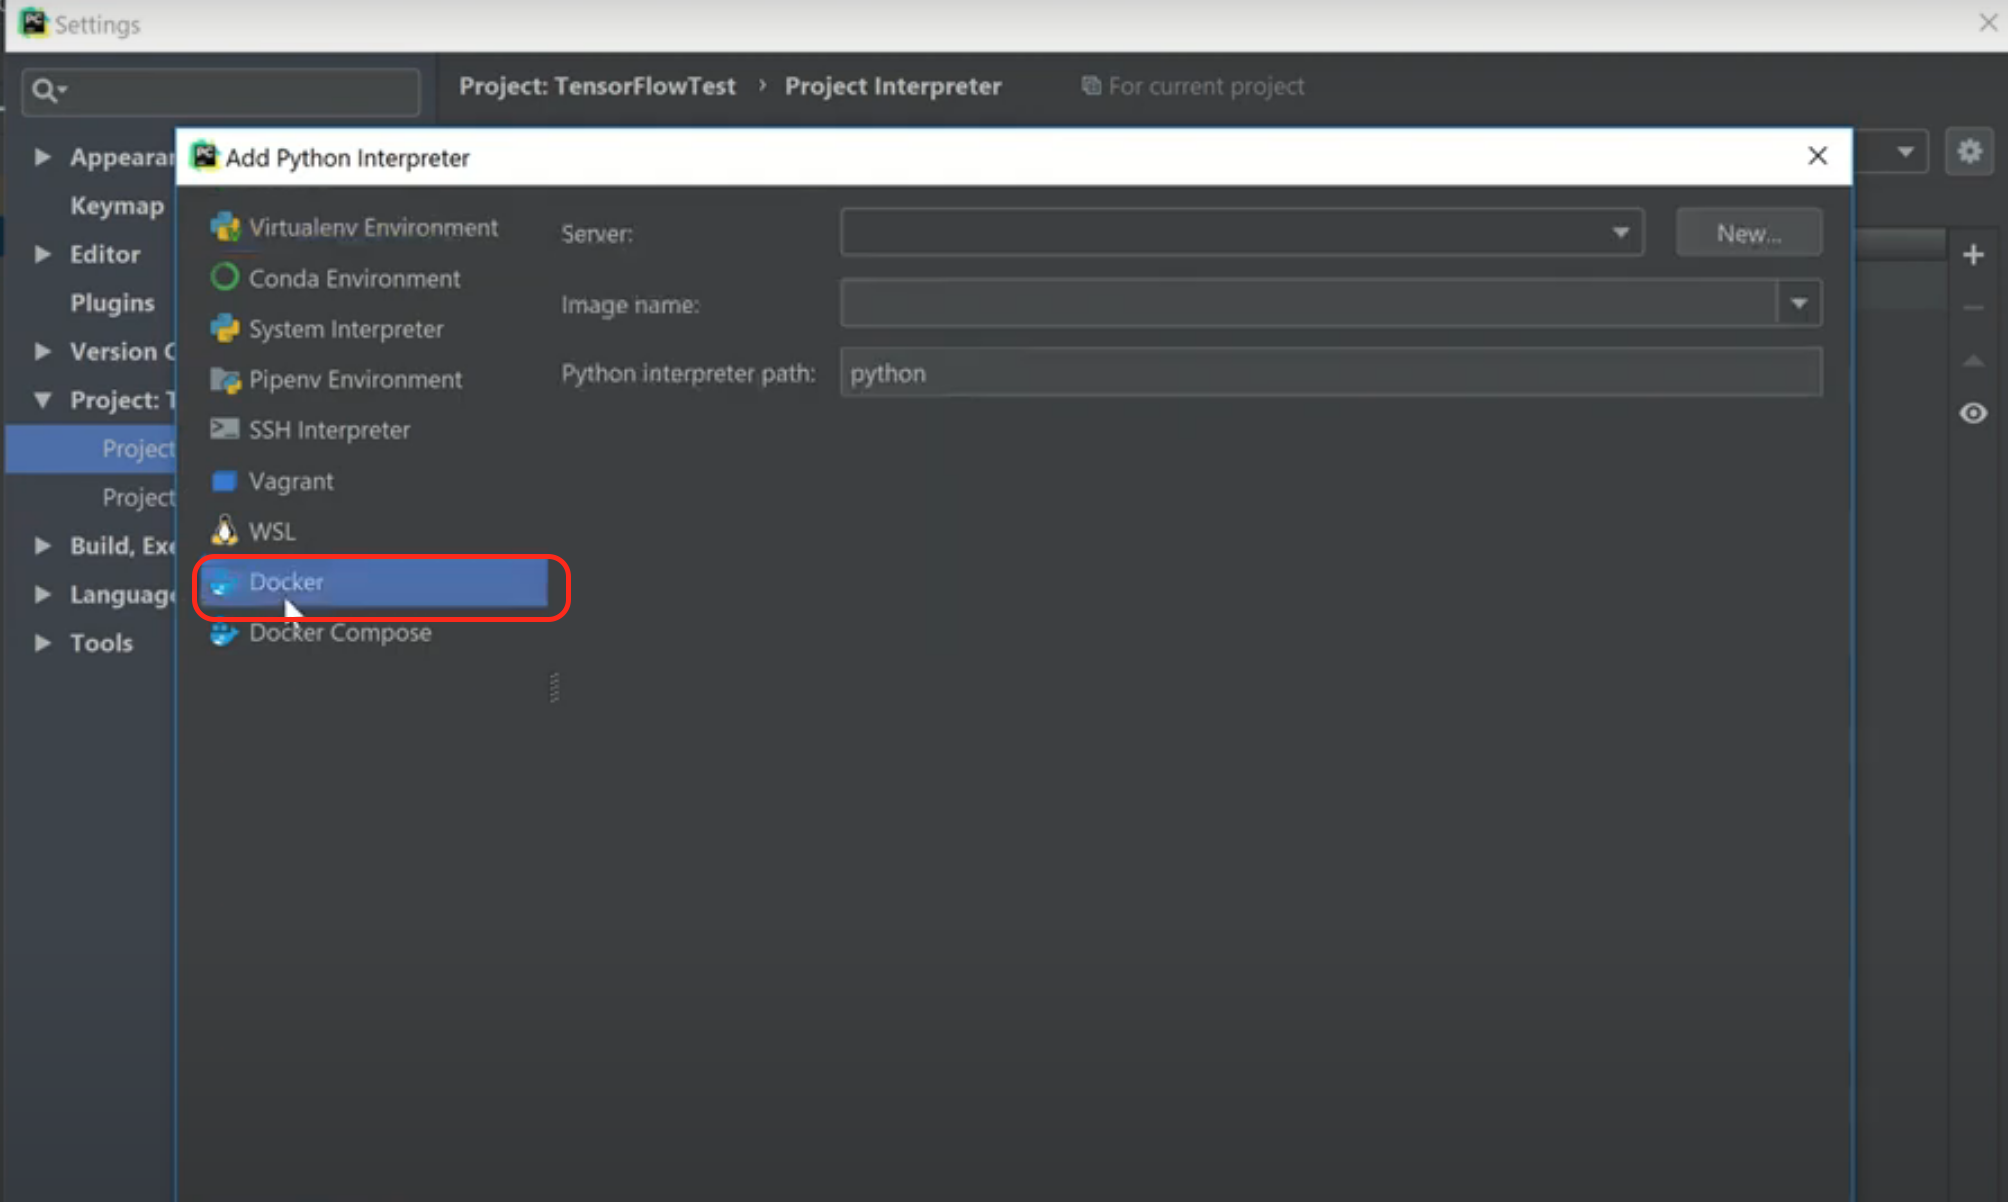 Settings
Project: TensorFlowTest › Project Interpreter
For current project
Appearar
Keymap
Editor
Plugins
Version C
Project: T
Project
Project
Build, Exe
Language
Tools
Add Python Interpreter
Virtualenv Environment
Conda Environment
System Interpreter
Pipenv Environment
SSH Interpreter
Vagrant
WSL
Docker
Docker Compose
Server:
New...
Image name:
Python interpreter path: python